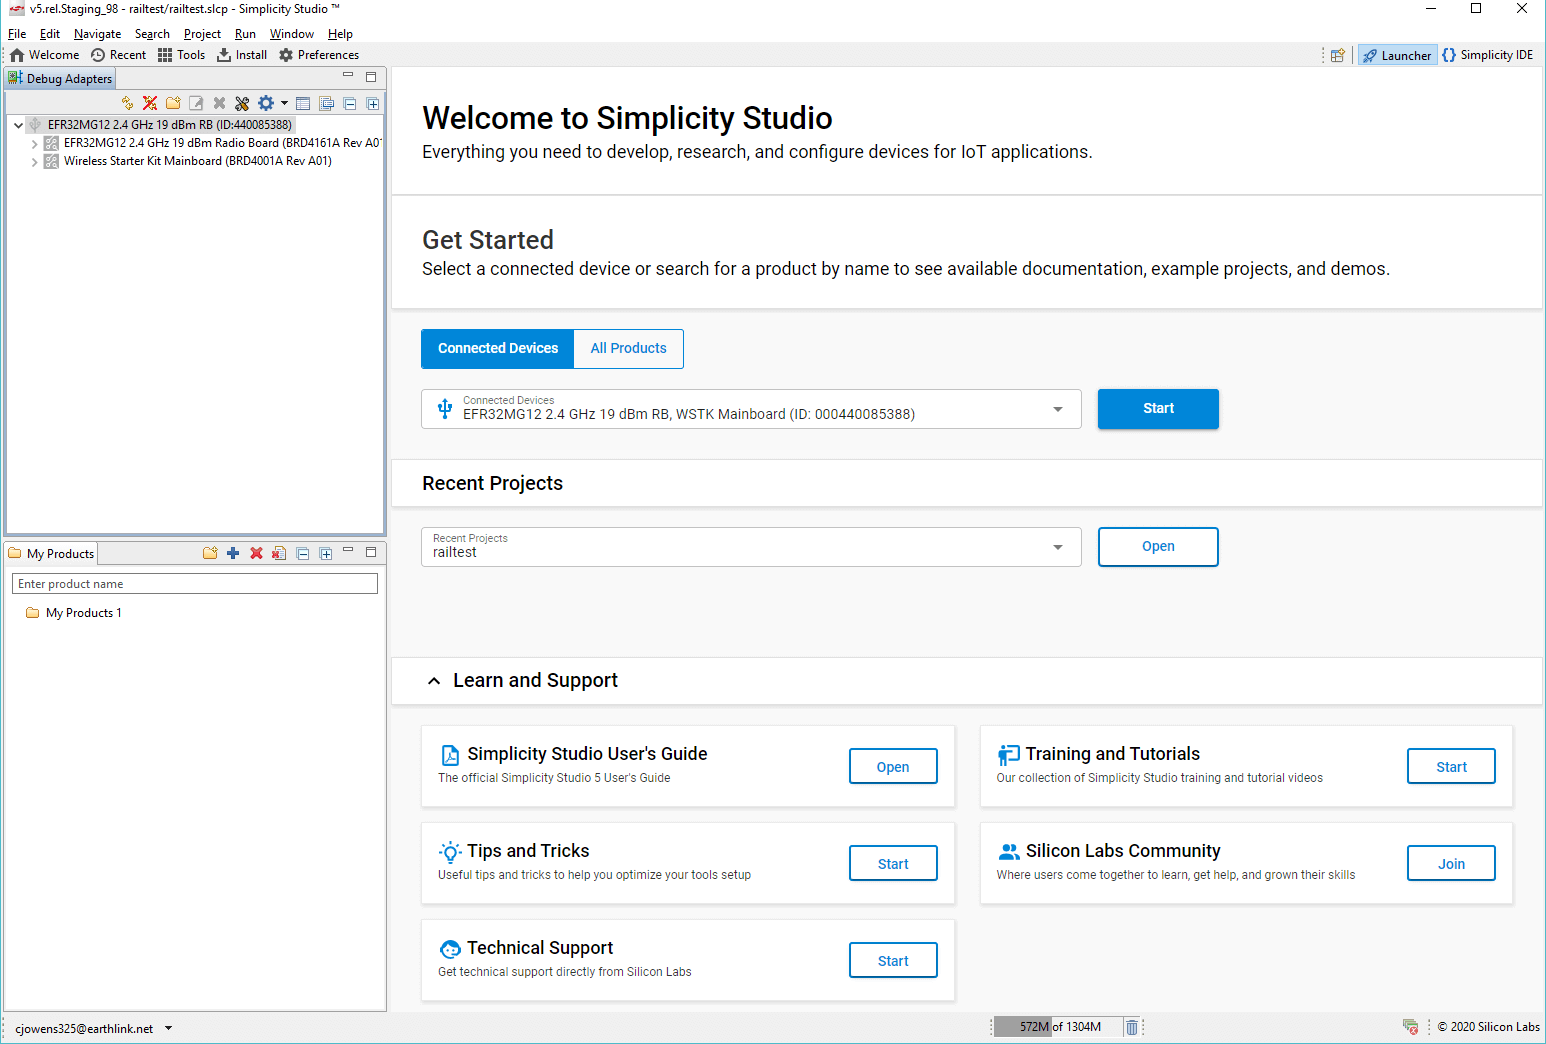 v5.rel.Staging_98 - railtest/railtest.slcp - Simplicity Studio ™
File Edit Navigate Search Project Run Window Help
Welcome Recent Tools Install Preferences
Launcher Simplicity IDE
Debug Adapters
EFR32MG12 2.4 GHz 19 dBm RB (ID:440085388)
EFR32MG12 2.4 GHz 19 dBm Radio Board (BRD4161A Rev A0
Wireless Starter Kit Mainboard (BRD4001A Rev A01)
My Products
Enter product name
My Products 1
Welcome to Simplicity Studio
Everything you need to develop, research, and configure devices for IoT applications.
Get Started
Select a connected device or search for a product by name to see available documentation, example projects, and demos.
Connected Devices All Products
Connected Devices
EFR32MG12 2.4 GHz 19 dBm RB, WSTK Mainboard (ID: 000440085388)
Start
Recent Projects
Recent Projects
railtest
Open
Learn and Support
Simplicity Studio User's Guide
The official Simplicity Studio 5 User's Guide
Open
Training and Tutorials
Our collection of Simplicity Studio training and tutorial videos
Start
Tips and Tricks
Useful tips and tricks to help you optimize your tools setup
Start
Silicon Labs Community
Where users come together to learn, get help, and grown their skills
Join
Technical Support
Get technical support directly from Silicon Labs
Start
cjowens325@earthlink.net
572M of 1304M
© 2020 Silicon Labs